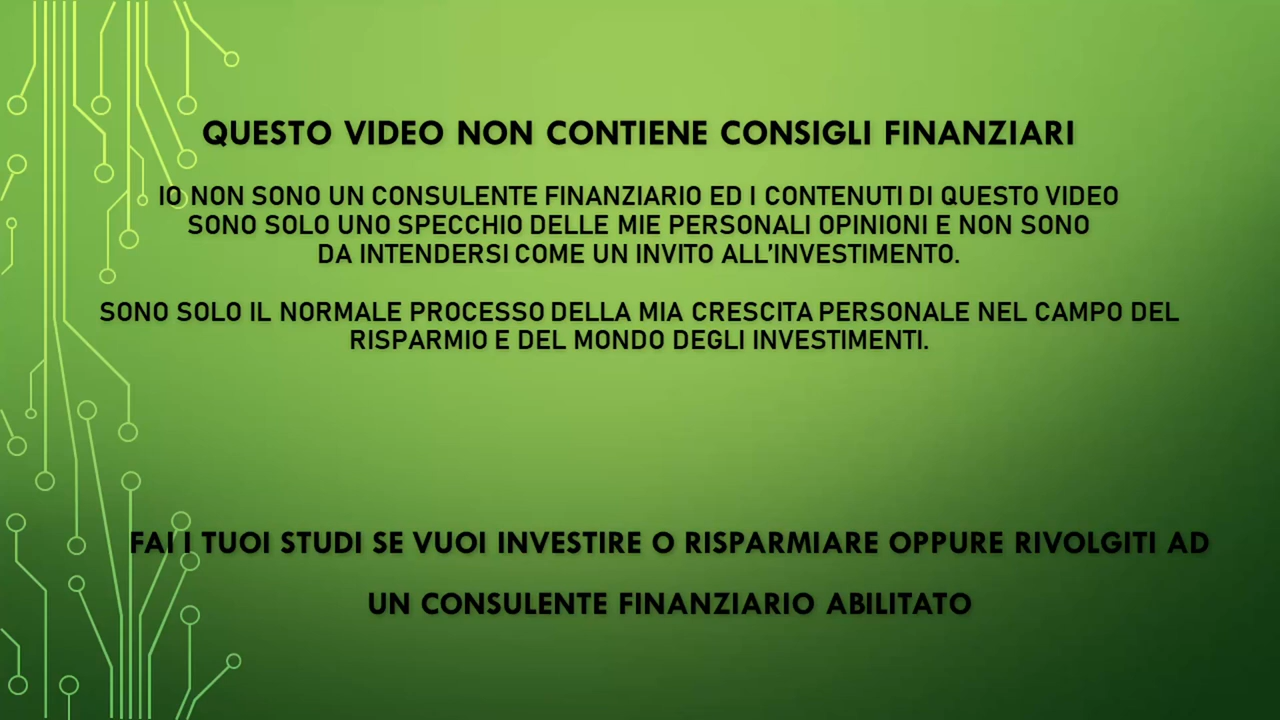 QUESTO VIDEO NON CONTIENE CONSIGLI FINANZIARI
IO NON SONO UN CONSULENTE FINANZIARIO ED I CONTENUTI DI QUESTO VIDEO
SONO SOLO UNO SPECCHIO DELLE MIE PERSONALI OPINIONI E NON SONO
DA INTENDERSI COME UN INVITO ALL'INVESTIMENTO.
SONO SOLO IL NORMALE PROCESSO DELLA MIA CRESCITA PERSONALE NEL CAMPO DEL
RISPARMIO E DEL MONDO DEGLI INVESTIMENTI.
FAI I TUOI STUDI SE VUOI INVESTIRE O RISPARMIARE OPPURE RIVOLGITI AD
UN CONSULENTE FINANZIARIO ABILITATO